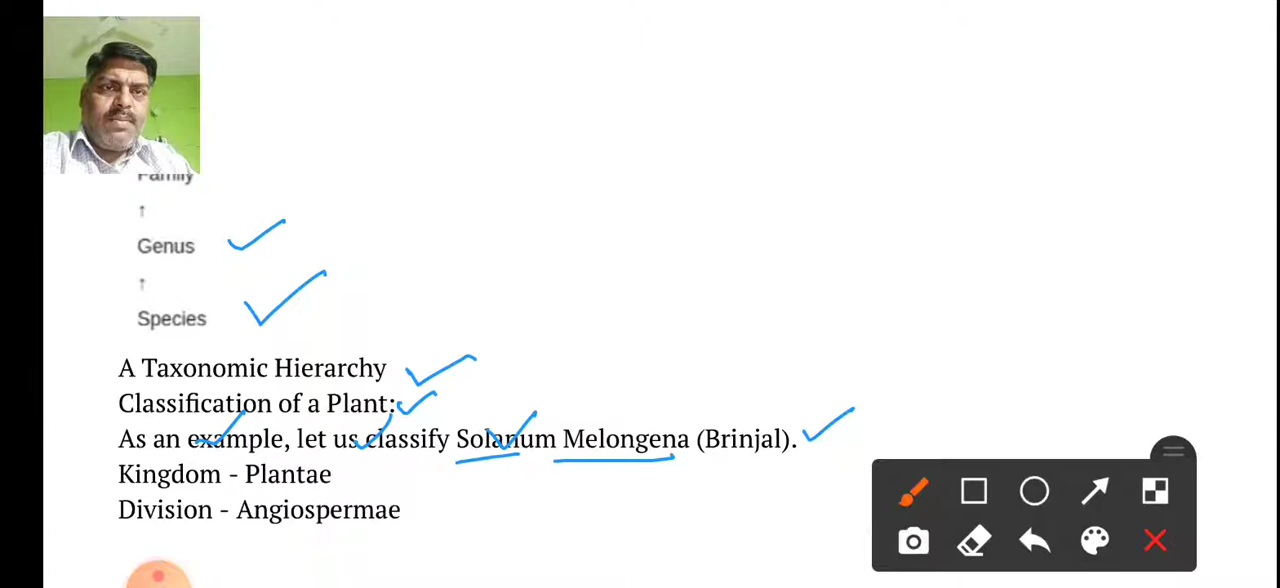 Family
↑
Genus
↑
Species
A Taxonomic Hierarchy
Classification of a Plant:
As an example, let us classify Solanum Melongena (Brinjal).
Kingdom - Plantae
Division - Angiospermae